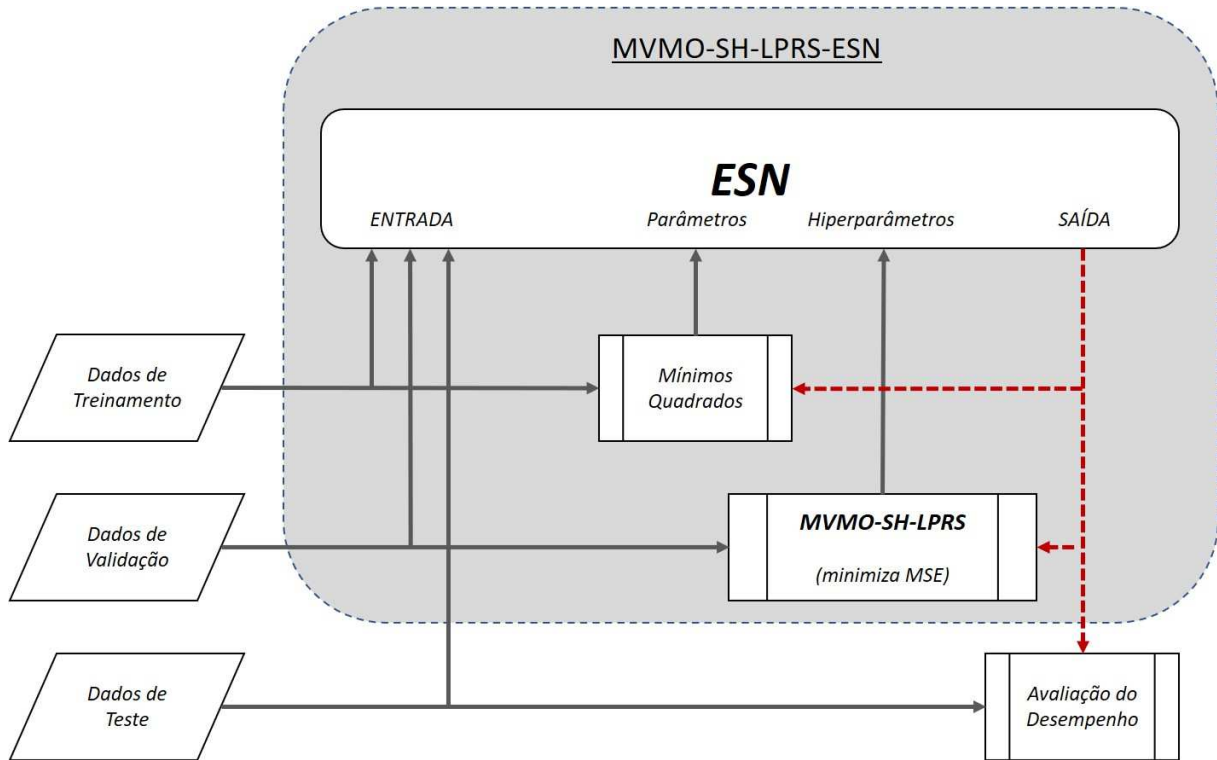 MVMO-SH-LPRS-ESN
ESN
ENTRADA
Parâmetros
Hiperparâmetros
SAÍDA
Dados de
Treinamento
Mínimos
Quadrados
Dados de
Validação
MVMO-SH-LPRS
(minimiza MSE)
Dados de
Teste
Avaliação do
Desempenho